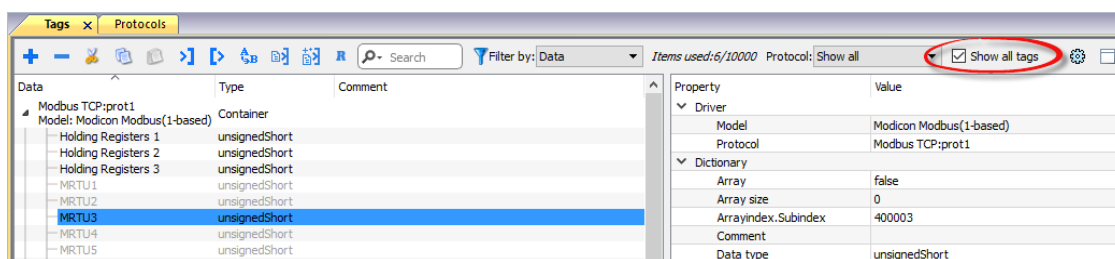 Tags x Protocols
Search Filter by: Data Items used:6/10000 Protocol: Show all Show all tags
Data Type Comment Property Value
Modbus TCP:prot1
Model: Modicon Modbus(1-based) Container
Driver
Holding Registers 1 unsignedShort Model Modicon Modbus(1-based)
Holding Registers 2 unsignedShort Protocol Modbus TCP:prot1
Holding Registers 3 unsignedShort Dictionary
MRTU1 unsignedShort Array false
MRTU2 unsignedShort Array size 0
MRTU3 unsignedShort Arrayindex.Subindex 400003
MRTU4 unsignedShort Comment
MRTU5 unsignedShort Data type unsignedShort